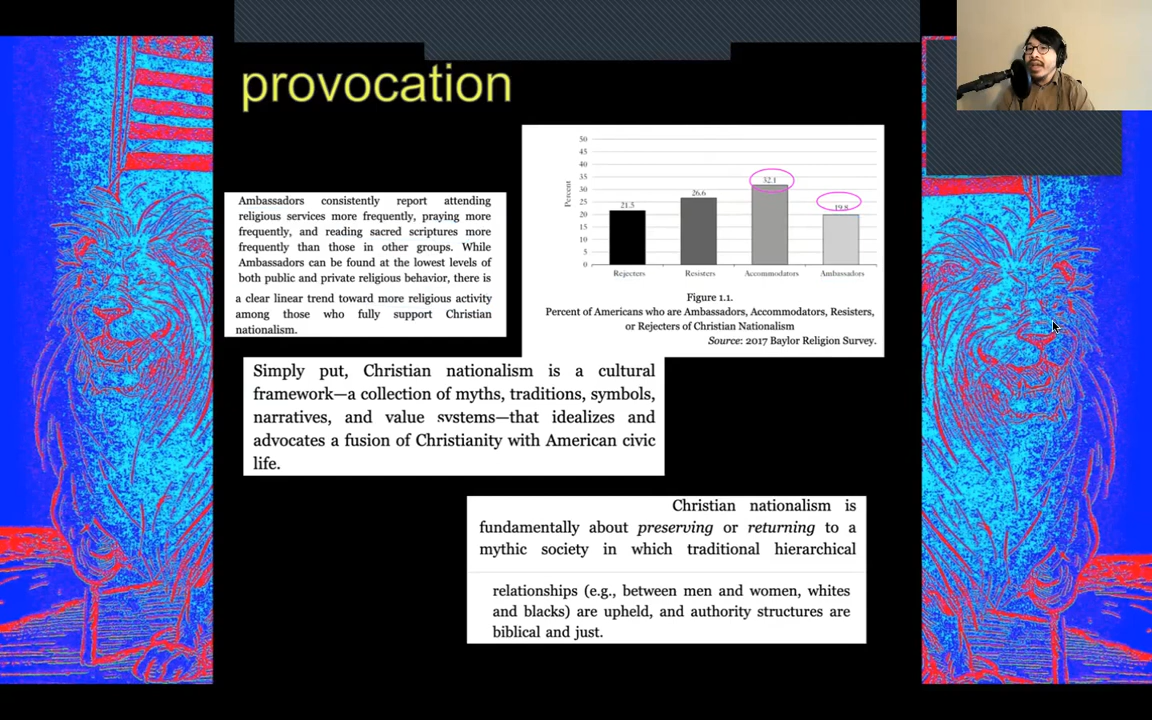 provocation
Ambassadors consistently report attending
religious services more frequently, praying more
frequently, and reading sacred scriptures more
frequently than those in other groups. While
Ambassadors can be found at the lowest levels of
both public and private religious behavior, there is
a clear linear trend toward more religious activity
among those who fully support Christian
nationalism.
50
45
40
35
30
25
20
15
10
5
0
Percent
21.5
26.6
32.1
19.8
Rejecters Resisters Accommodators Ambassadors
Figure 1.1.
Percent of Americans who are Ambassadors, Accommodators, Resisters,
or Rejecters of Christian Nationalism
Source: 2017 Baylor Religion Survey.
Simply put, Christian nationalism is a cultural
framework—a collection of myths, traditions, symbols,
narratives, and value systems—that idealizes and
advocates a fusion of Christianity with American civic
life.
Christian nationalism is
fundamentally about preserving or returning to a
mythic society in which traditional hierarchical
relationships (e.g., between men and women, whites
and blacks) are upheld, and authority structures are
biblical and just.